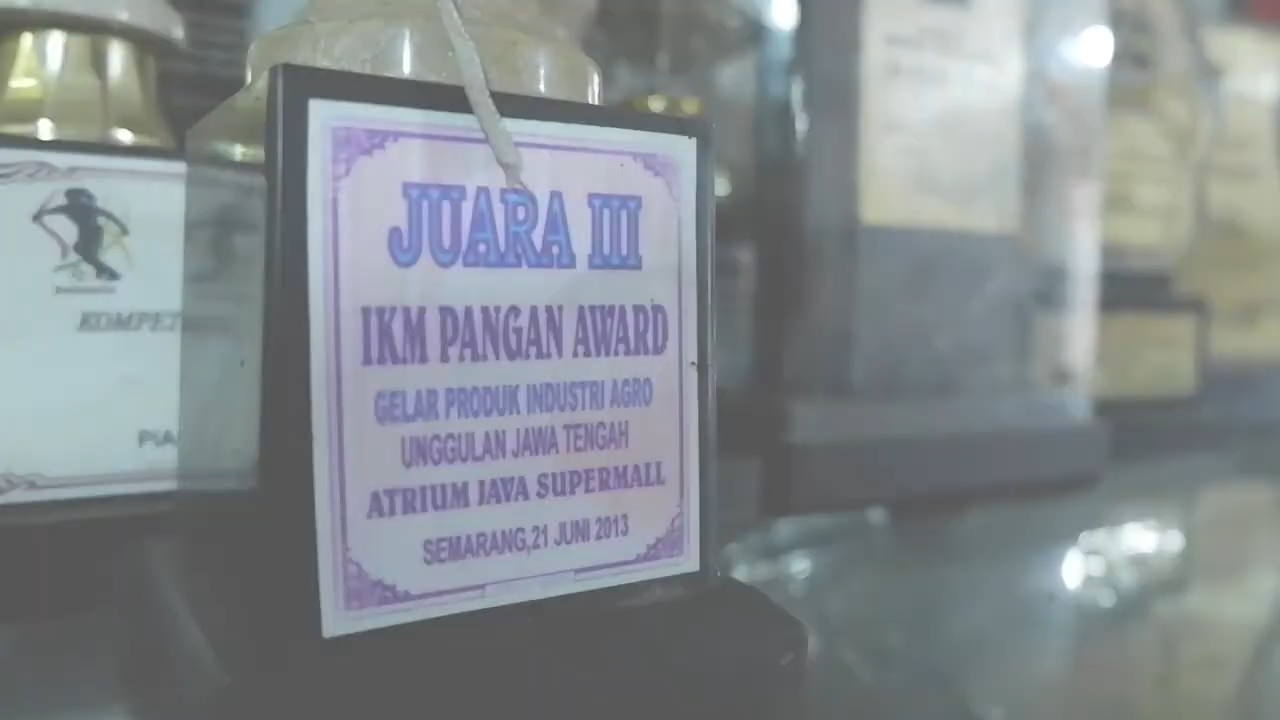 JUARA III
IKM PANGAN AWARD
GELAR PRODUK INDUSTRI AGRO
UNGGULAN JAWA TENGAH
ATRIUM JAVA SUPERMALL
SEMARANG,21 JUNI 2013